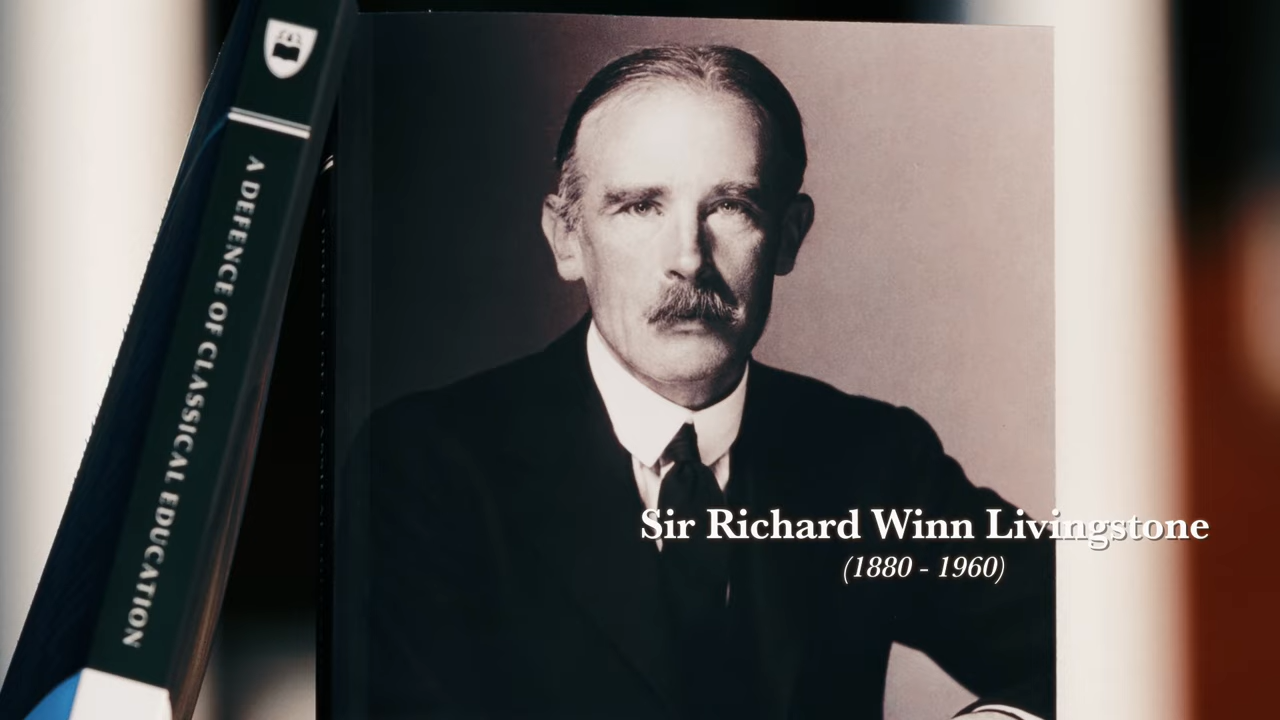 A DEFENCE OF CLASSICAL EDUCATION
Sir Richard Winn Livingstone
(1880 - 1960)